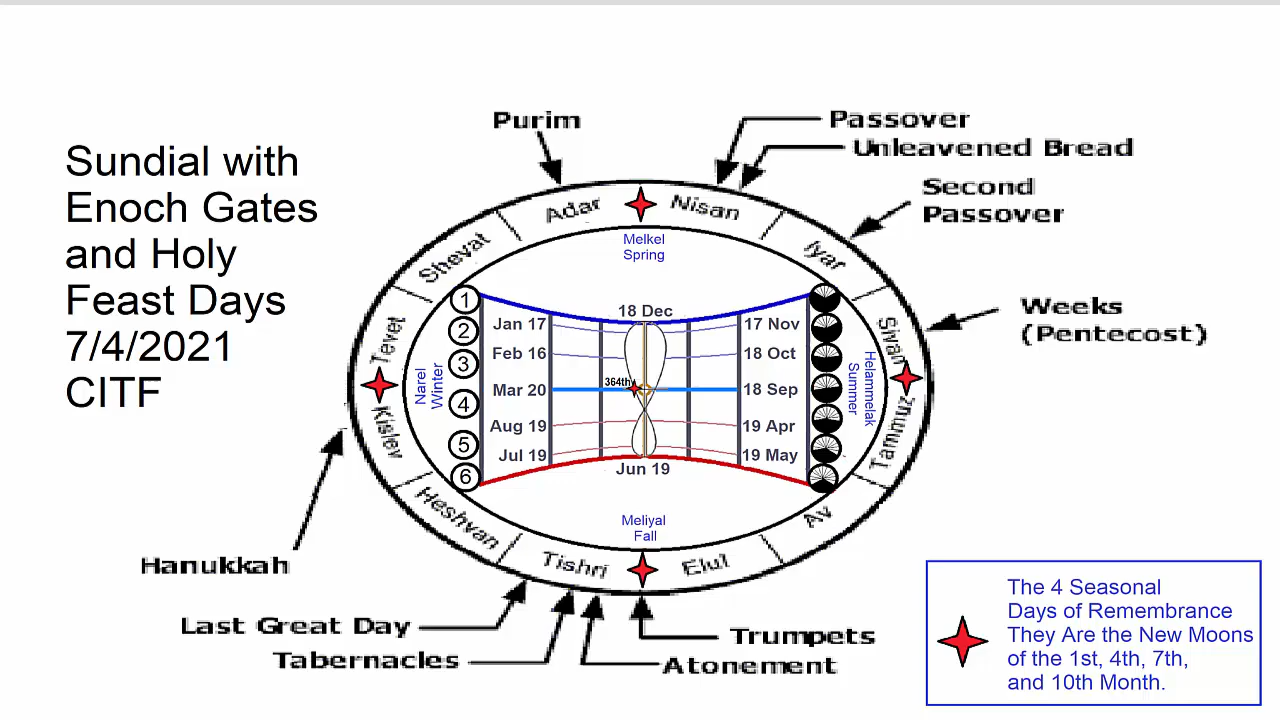 Sundial with
Enoch Gates
and Holy
Feast Days
7/4/2021
CITF
Purim
Passover
Unleavened Bread
Second
Passover
Weeks
(Pentecost)
Adar
Nisan
Shevat
Iyar
Tevet
Sivan
Kislev
Tammuz
Heshvan
Av
Tishri
Elul
Melkel
Spring
Narel
Winter
Helammelak
Summer
Meliyal
Fall
1
2
3
4
5
6
18 Dec
Jan 17
17 Nov
Feb 16
18 Oct
364th
Mar 20
18 Sep
Aug 19
19 Apr
Jul 19
19 May
Jun 19
Hanukkah
Last Great Day
Tabernacles
Trumpets
Atonement
The 4 Seasonal
Days of Remembrance
They Are the New Moons
of the 1st, 4th, 7th,
and 10th Month.